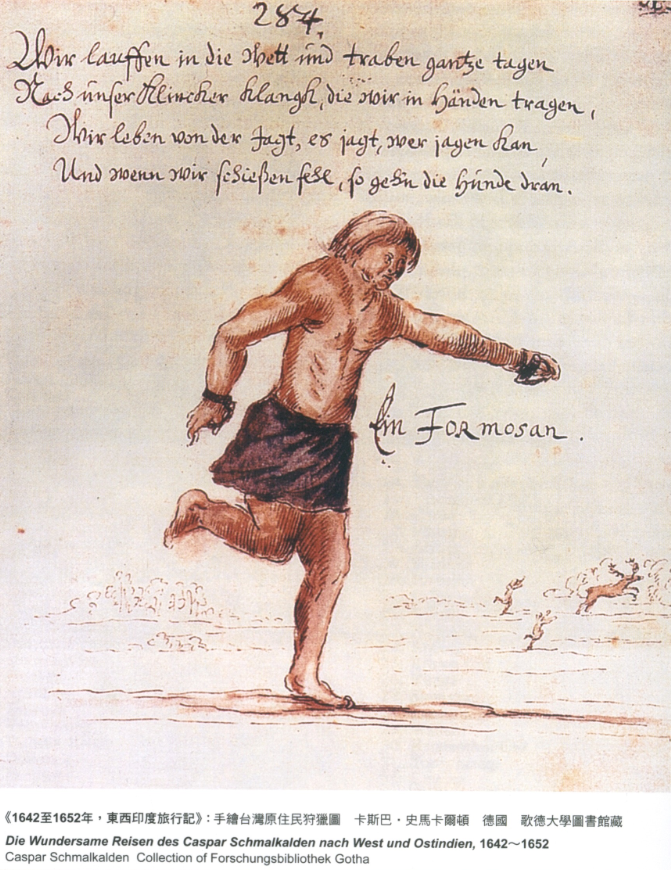 284.
Wir lauffen in die Wett und traben gantze tagen
Nach unser Klincker klangk, die wir in Händen tragen,
Wir leben von der Jagt, es jagt, wer jagen kan,
Und wenn wir schießen fehl, so gehn die Hunde dran.
Ein Formosan.
《1642至1652年，東西印度旅行記》：手繪台灣原住民狩獵圖　卡斯巴·史馬卡爾頓　德國　歌德大學圖書館藏
Die Wundersame Reisen des Caspar Schmalkalden nach West und Ostindien, 1642～1652
Caspar Schmalkalden Collection of Forschungsbibliothek Gotha